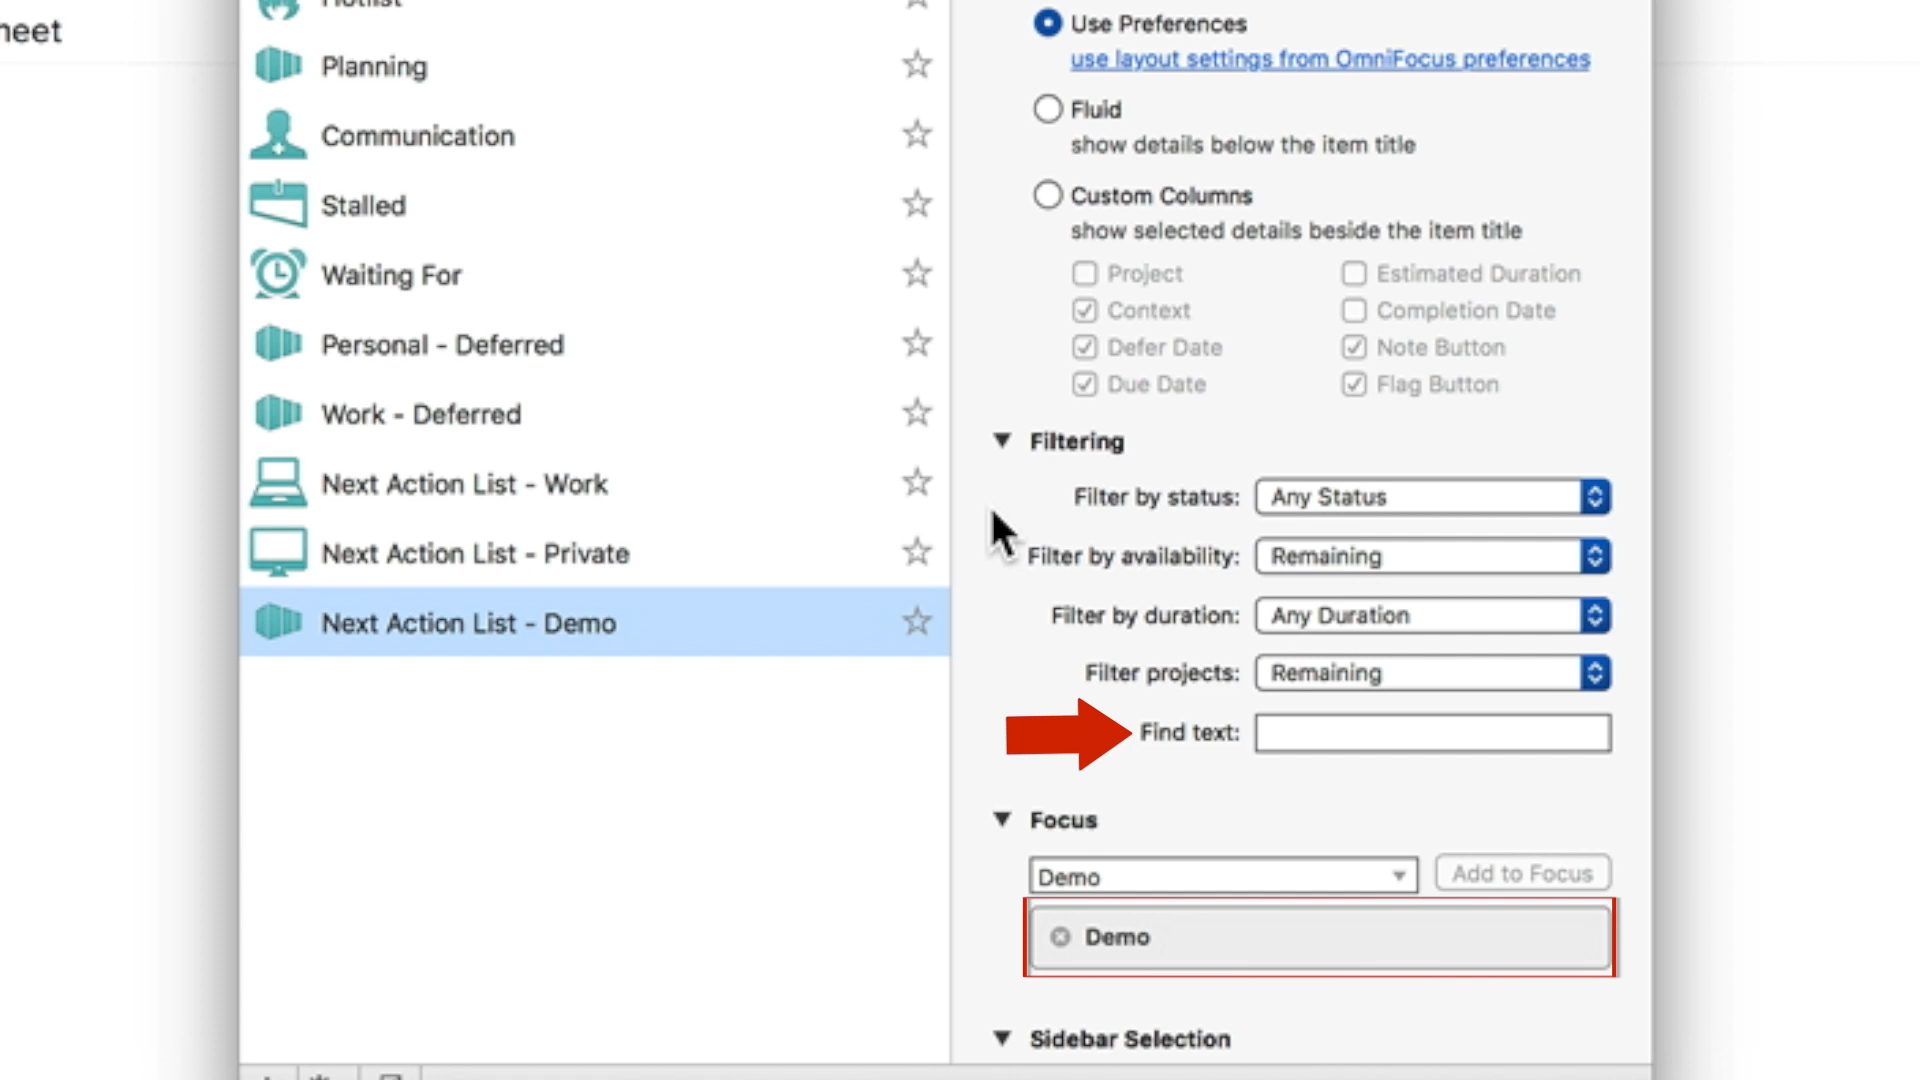 heet
Hotlist
Planning
Communication
Stalled
Waiting For
Personal - Deferred
Work - Deferred
Next Action List - Work
Next Action List - Private
Next Action List - Demo
Use Preferences
use layout settings from OmniFocus preferences
Fluid
show details below the item title
Custom Columns
show selected details beside the item title
Project
Estimated Duration
Context
Completion Date
Defer Date
Note Button
Due Date
Flag Button
Filtering
Filter by status: Any Status
Filter by availability: Remaining
Filter by duration: Any Duration
Filter projects: Remaining
Find text:
Focus
Demo
Add to Focus
Demo
Sidebar Selection